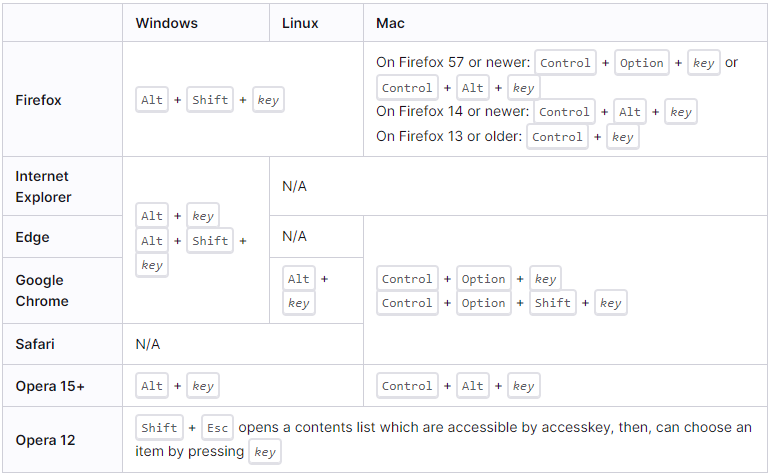 Windows Linux Mac
Firefox
Alt + Shift + key
On Firefox 57 or newer: Control + Option + key or
Control + Alt + key
On Firefox 14 or newer: Control + Alt + key
On Firefox 13 or older: Control + key
Internet
Explorer
Alt + key
Alt + Shift +
key
N/A
Edge
N/A
Google
Chrome
Alt +
key
Control + Option + key
Control + Option + Shift + key
Safari
N/A
Opera 15+
Alt + key
Control + Alt + key
Opera 12
Shift + Esc opens a contents list which are accessible by accesskey, then, can choose an
item by pressing key